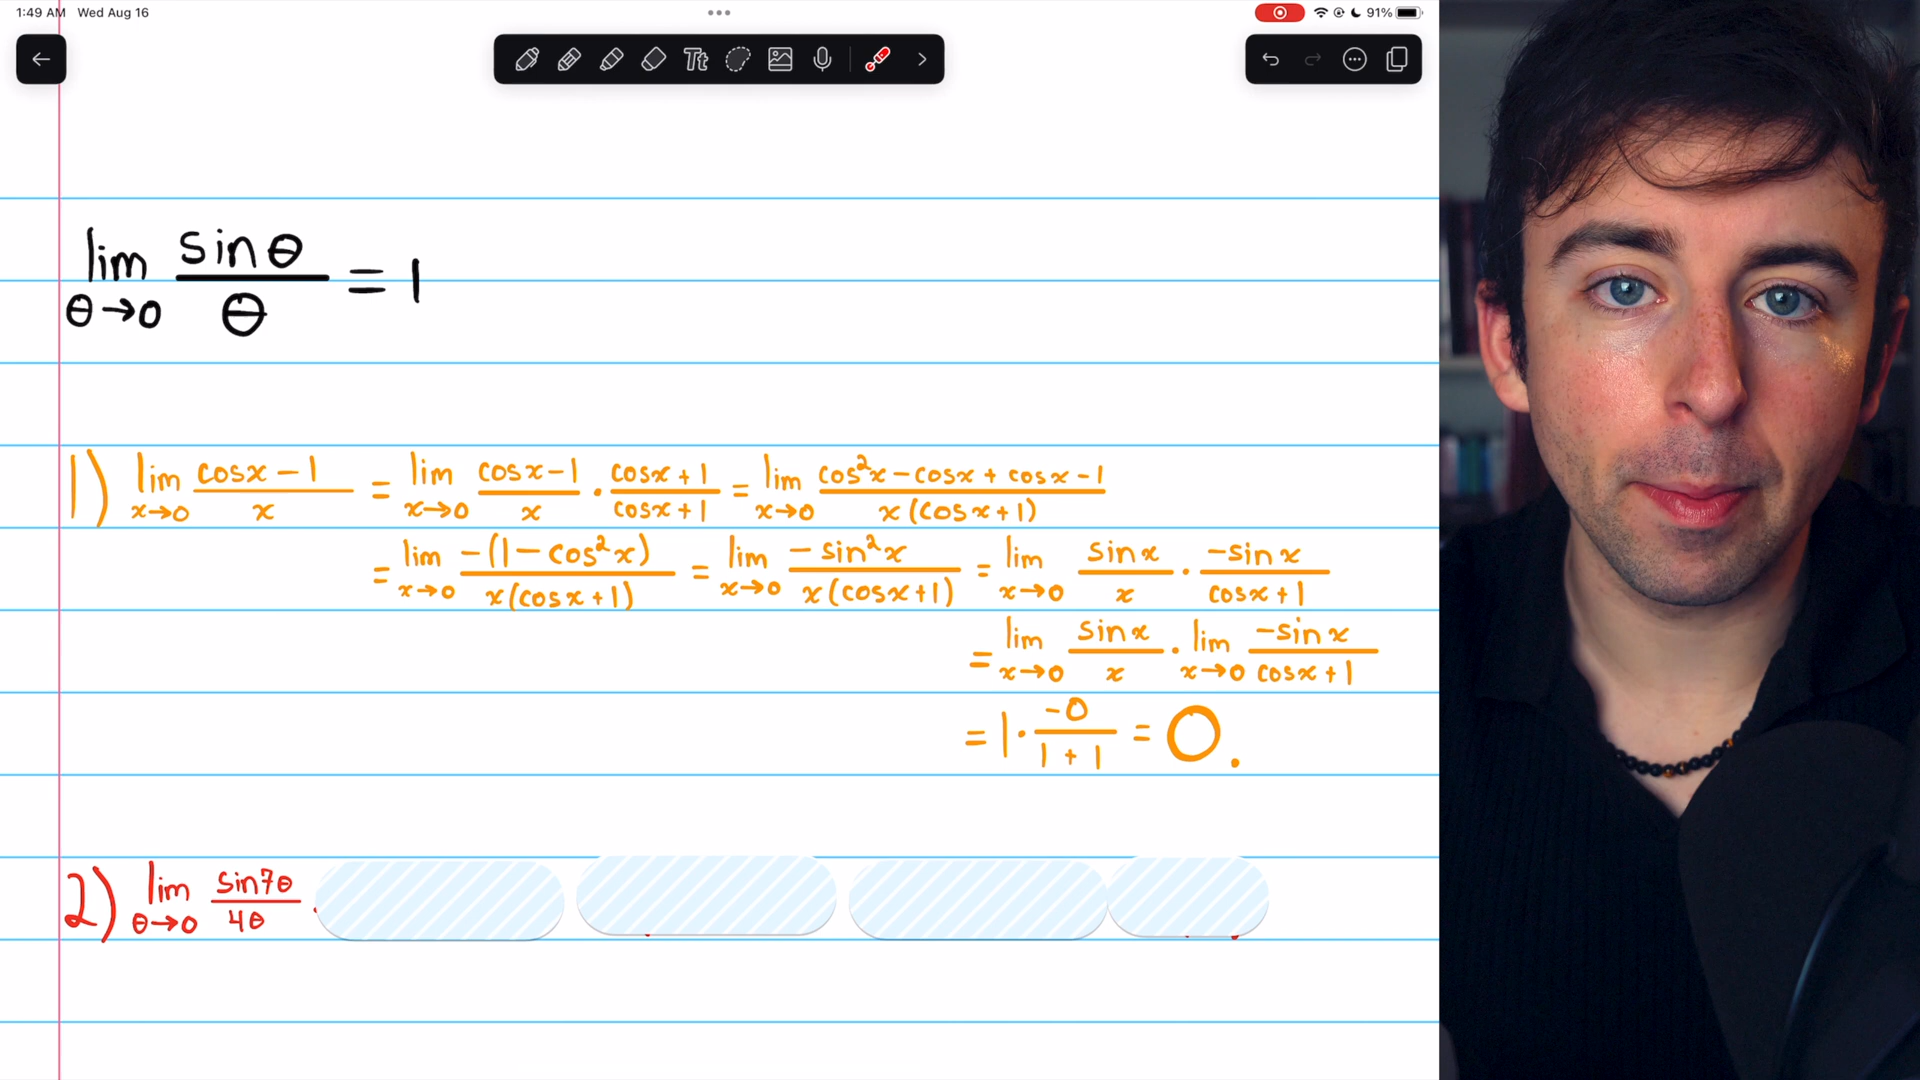 1:49 AM Wed Aug 16
91%
Tt
lim θ→0 sinθ/θ = 1
1) lim x→0 cosx-1/x = lim x→0 cosx-1/x · cosx+1/cosx+1 = lim x→0 cos²x-cosx+cosx-1/x(cosx+1)
= lim x→0 -(1-cos²x)/x(cosx+1) = lim x→0 -sin²x/x(cosx+1) = lim x→0 sinx/x · -sinx/cosx+1
= lim x→0 sinx/x · lim x→0 -sinx/cosx+1
= 1 · -0/1+1 = 0.
2) lim θ→0 sin7θ/4θ